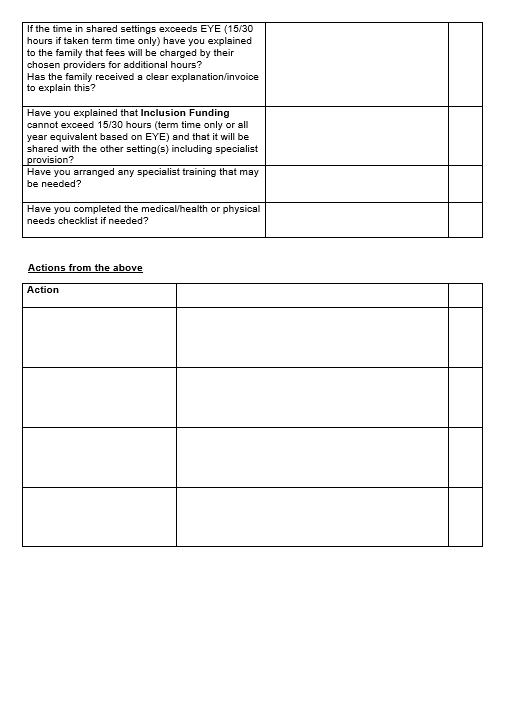 If the time in shared settings exceeds EYE (15/30
hours if taken term time only) have you explained
to the family that fees will be charged by their
chosen providers for additional hours?
Has the family received a clear explanation/invoice
to explain this?
Have you explained that Inclusion Funding
cannot exceed 15/30 hours (term time only or all
year equivalent based on EYE) and that it will be
shared with the other setting(s) including specialist
provision?
Have you arranged any specialist training that may
be needed?
Have you completed the medical/health or physical
needs checklist if needed?
Actions from the above
Action